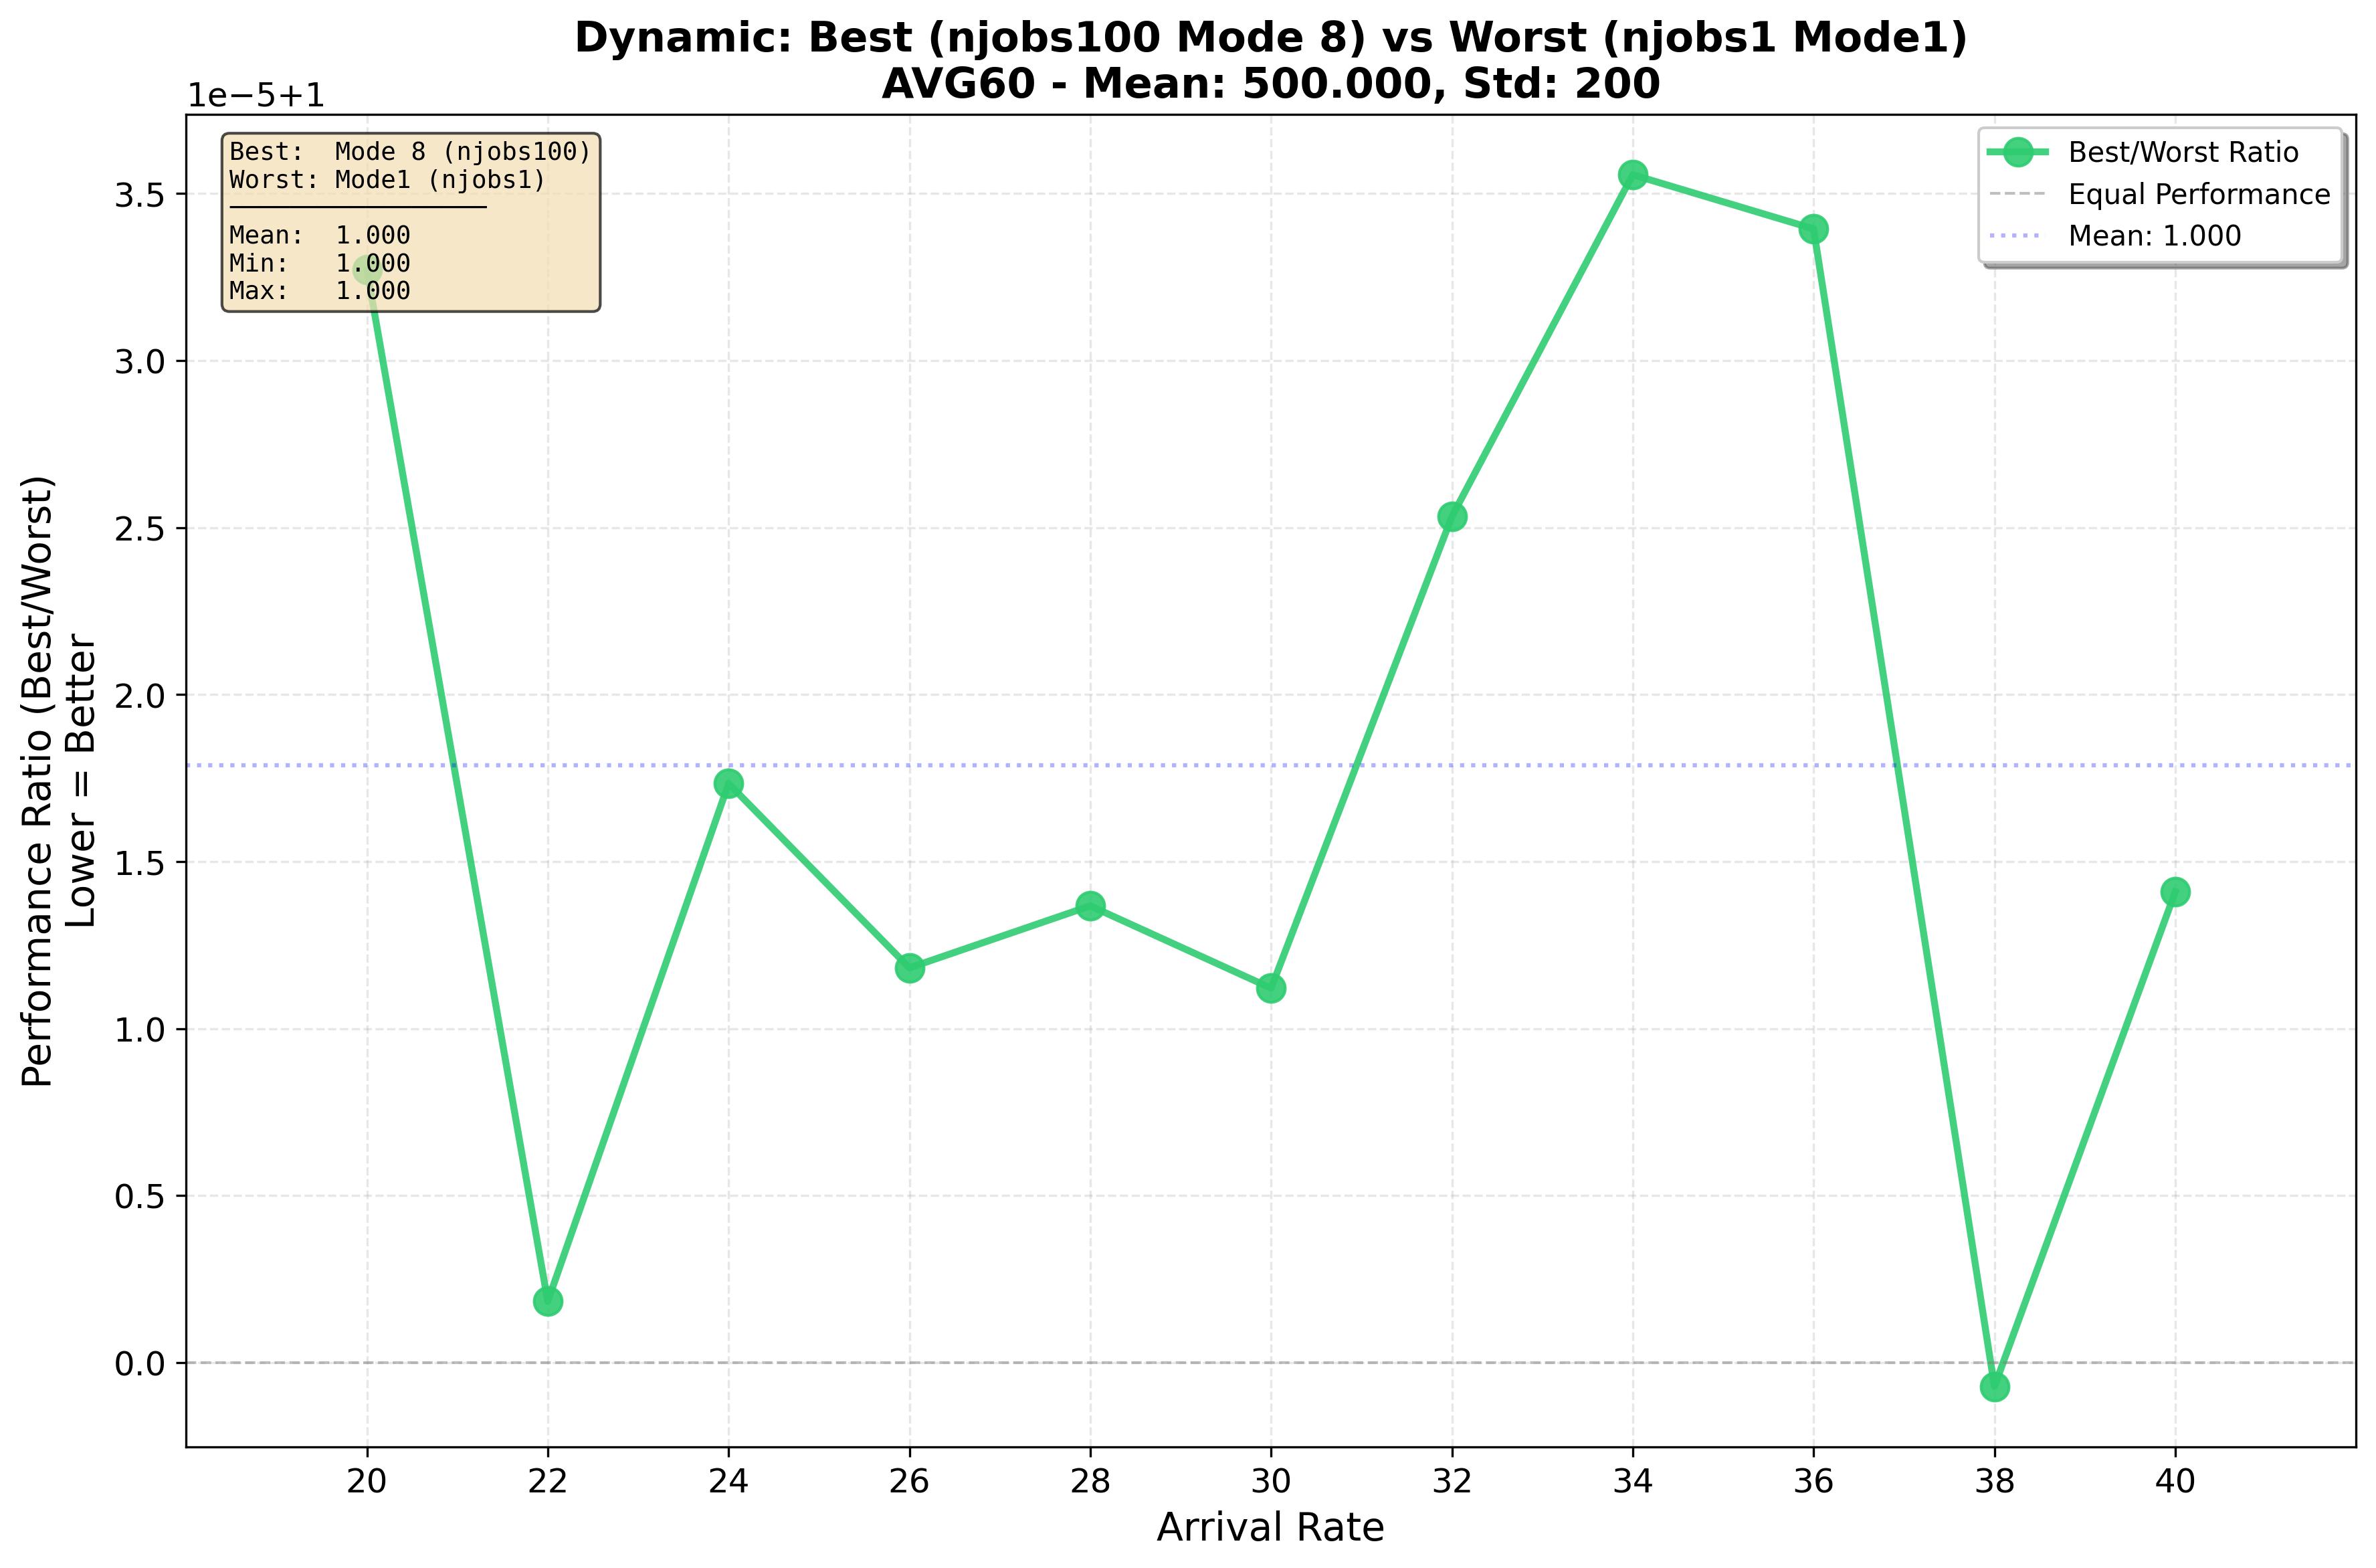 Dynamic: Best (njobs100 Mode 8) vs Worst (njobs1 Mode1)
AVG60 - Mean: 500.000, Std: 200
1e−5+1
Best:  Mode 8 (njobs100)
Worst: Mode1 (njobs1)
Mean:  1.000
Min:   1.000
Max:   1.000
Best/Worst Ratio
Equal Performance
Mean: 1.000
Performance Ratio (Best/Worst)
Lower = Better
3.5
3.0
2.5
2.0
1.5
1.0
0.5
0.0
20 22 24 26 28 30 32 34 36 38 40
Arrival Rate